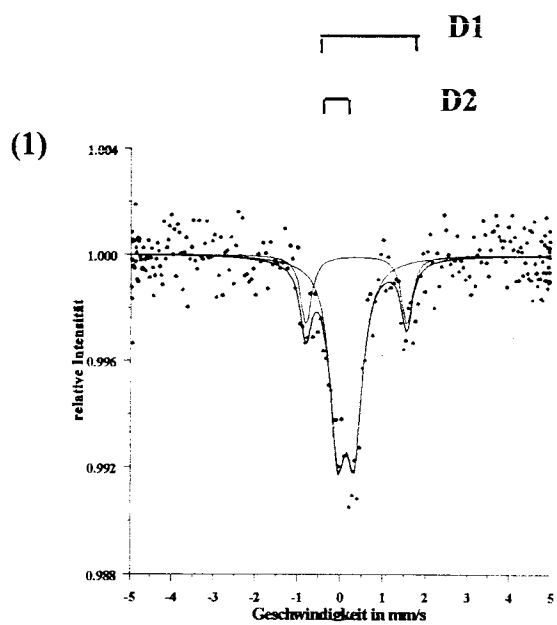 D1
D2
(1)
1.004
1.000
0.996
0.992
0.988
relative Intensität
-5 -4 -3 -2 -1 0 1 2 3 4 5
Geschwindigkeit in mm/s